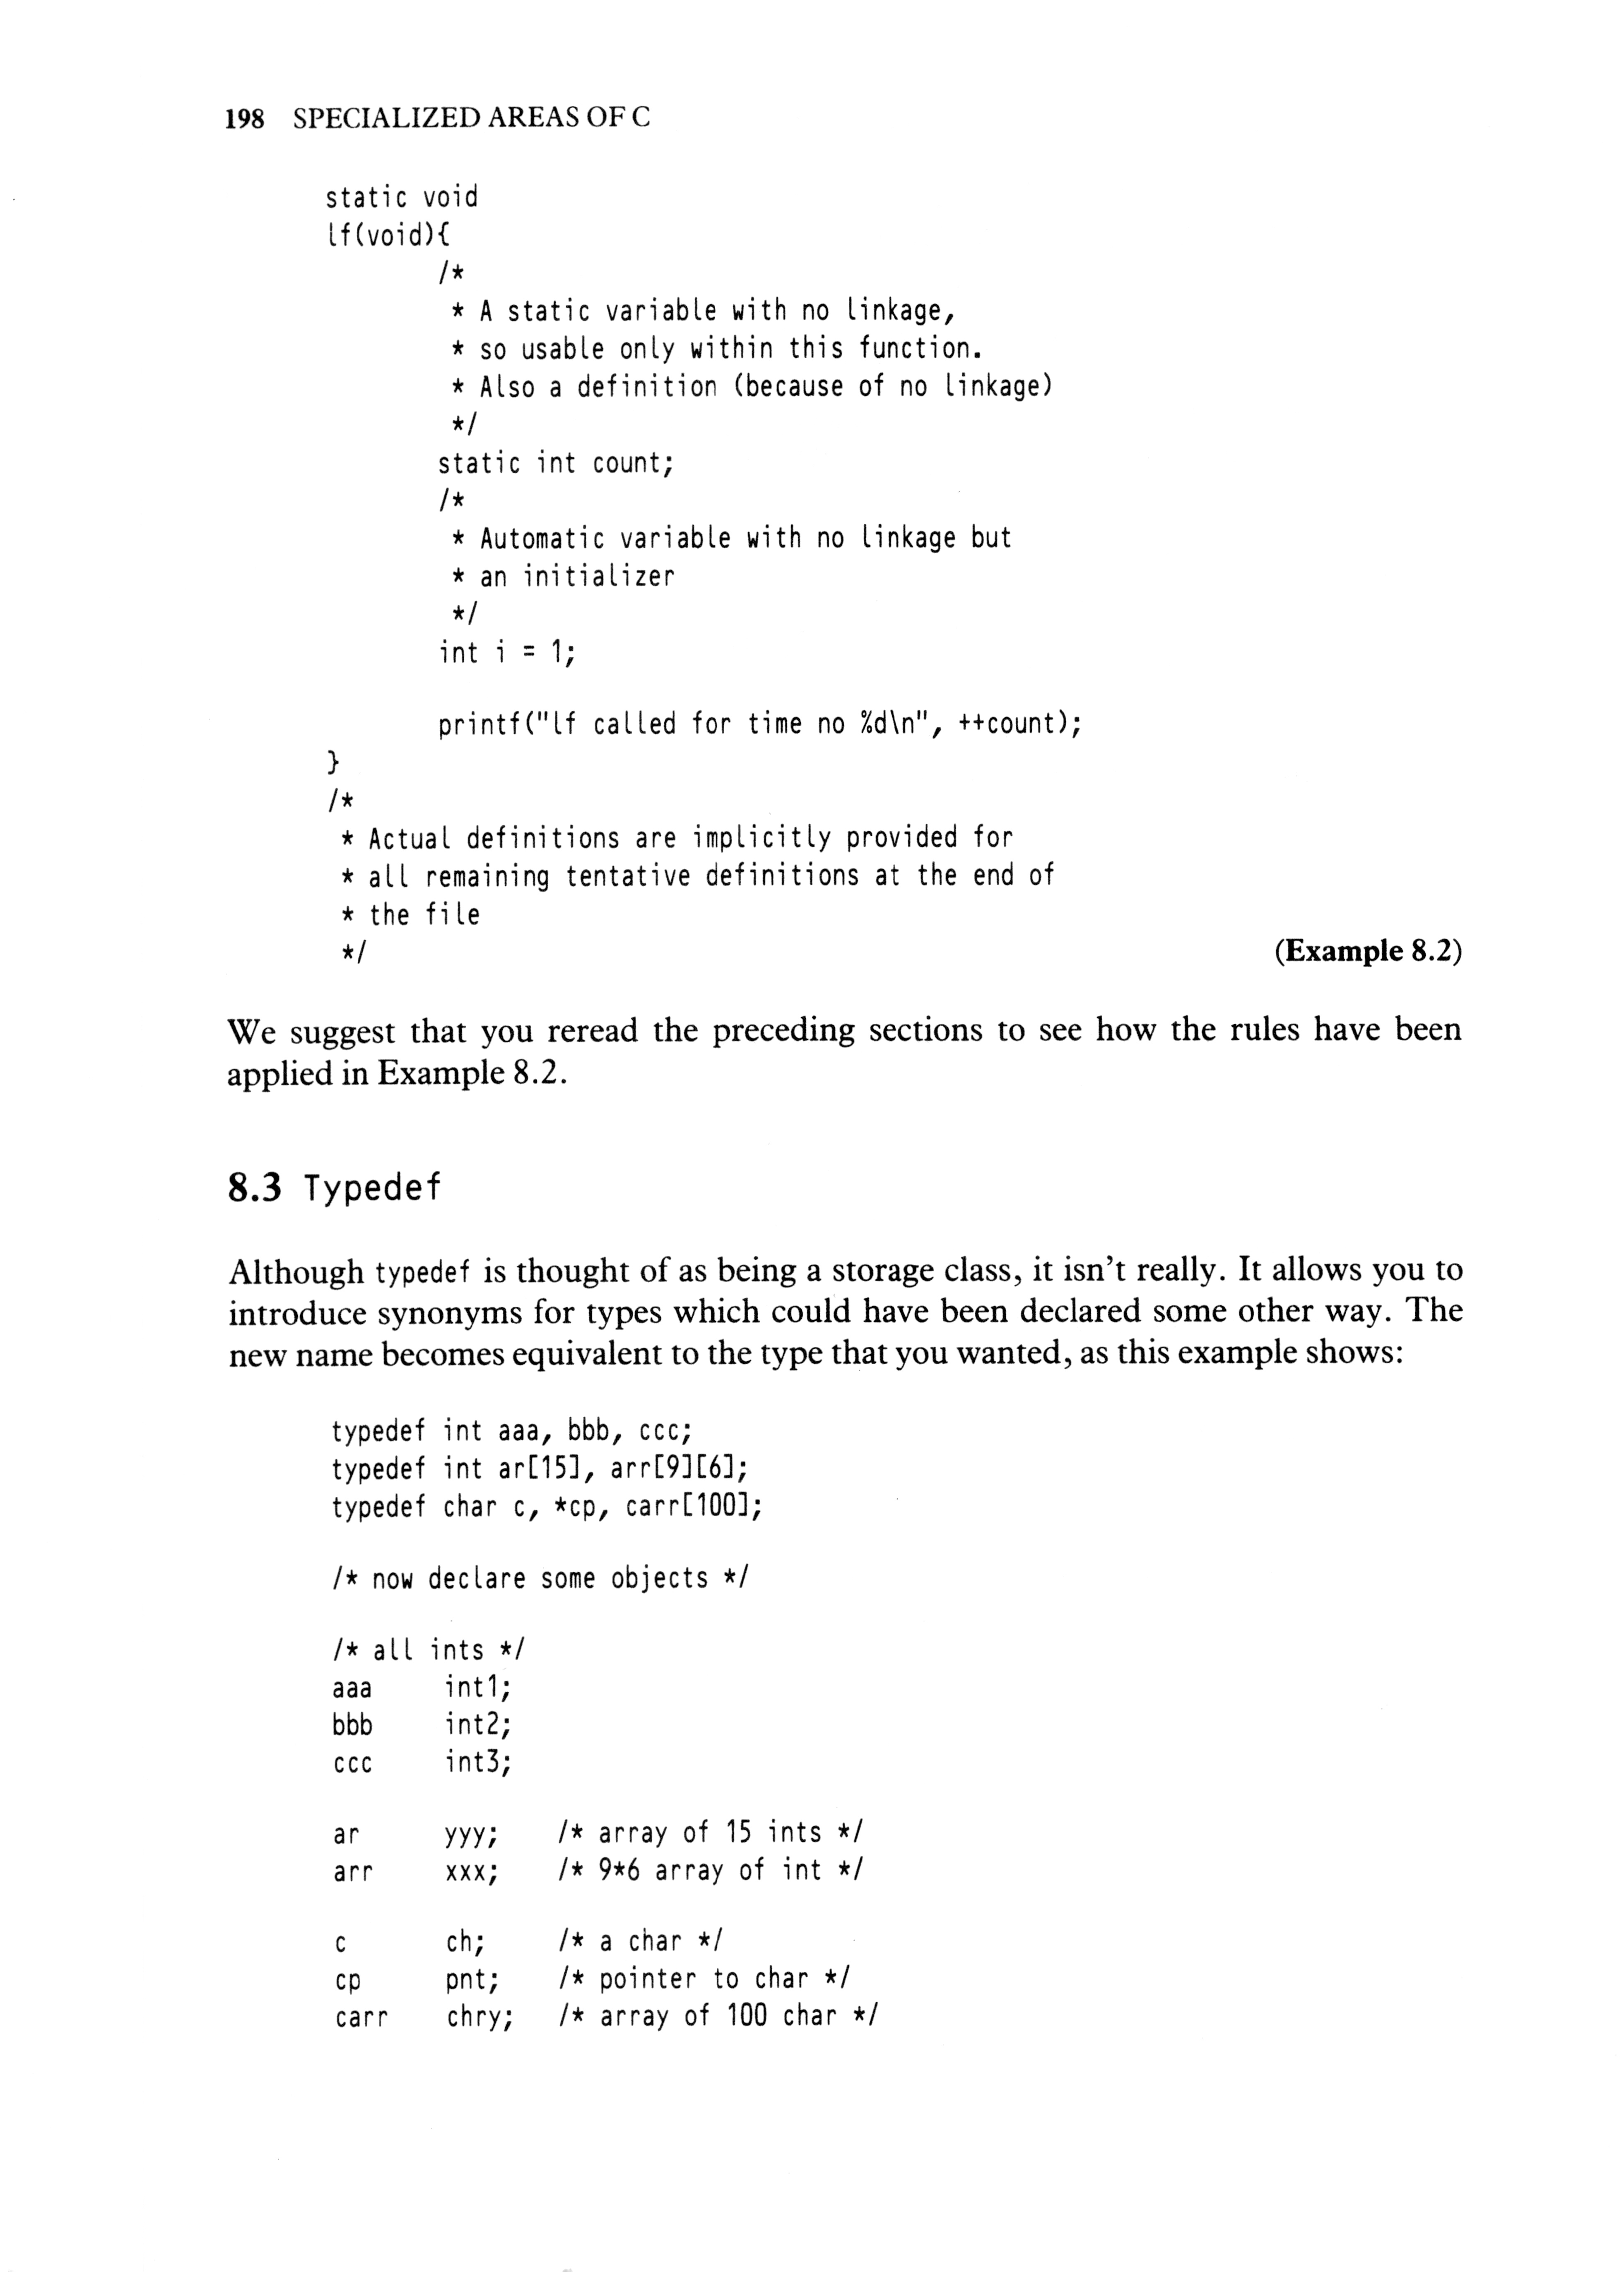 198 SPECIALIZED AREAS OF C
static void
lf(void){
/*
* A static variable with no linkage,
* so usable only within this function.
* Also a definition (because of no linkage)
*/
static int count;
/*
* Automatic variable with no linkage but
* an initializer
*/
int i = 1;
printf("lf called for time no %d\n", ++count);
}
/*
* Actual definitions are implicitly provided for
* all remaining tentative definitions at the end of
* the file
*/ (Example 8.2)
We suggest that you reread the preceding sections to see how the rules have been
applied in Example 8.2.
8.3 Typedef
Although typedef is thought of as being a storage class, it isn't really. It allows you to
introduce synonyms for types which could have been declared some other way. The
new name becomes equivalent to the type that you wanted, as this example shows:
typedef int aaa, bbb, ccc;
typedef int ar[15], arr[9][6];
typedef char c, *cp, carr[100];
/* now declare some objects */
/* all ints */
aaa int1;
bbb int2;
ccc int3;
ar yyy; /* array of 15 ints */
arr xxx; /* 9*6 array of int */
c ch; /* a char */
cp pnt; /* pointer to char */
carr chry; /* array of 100 char */